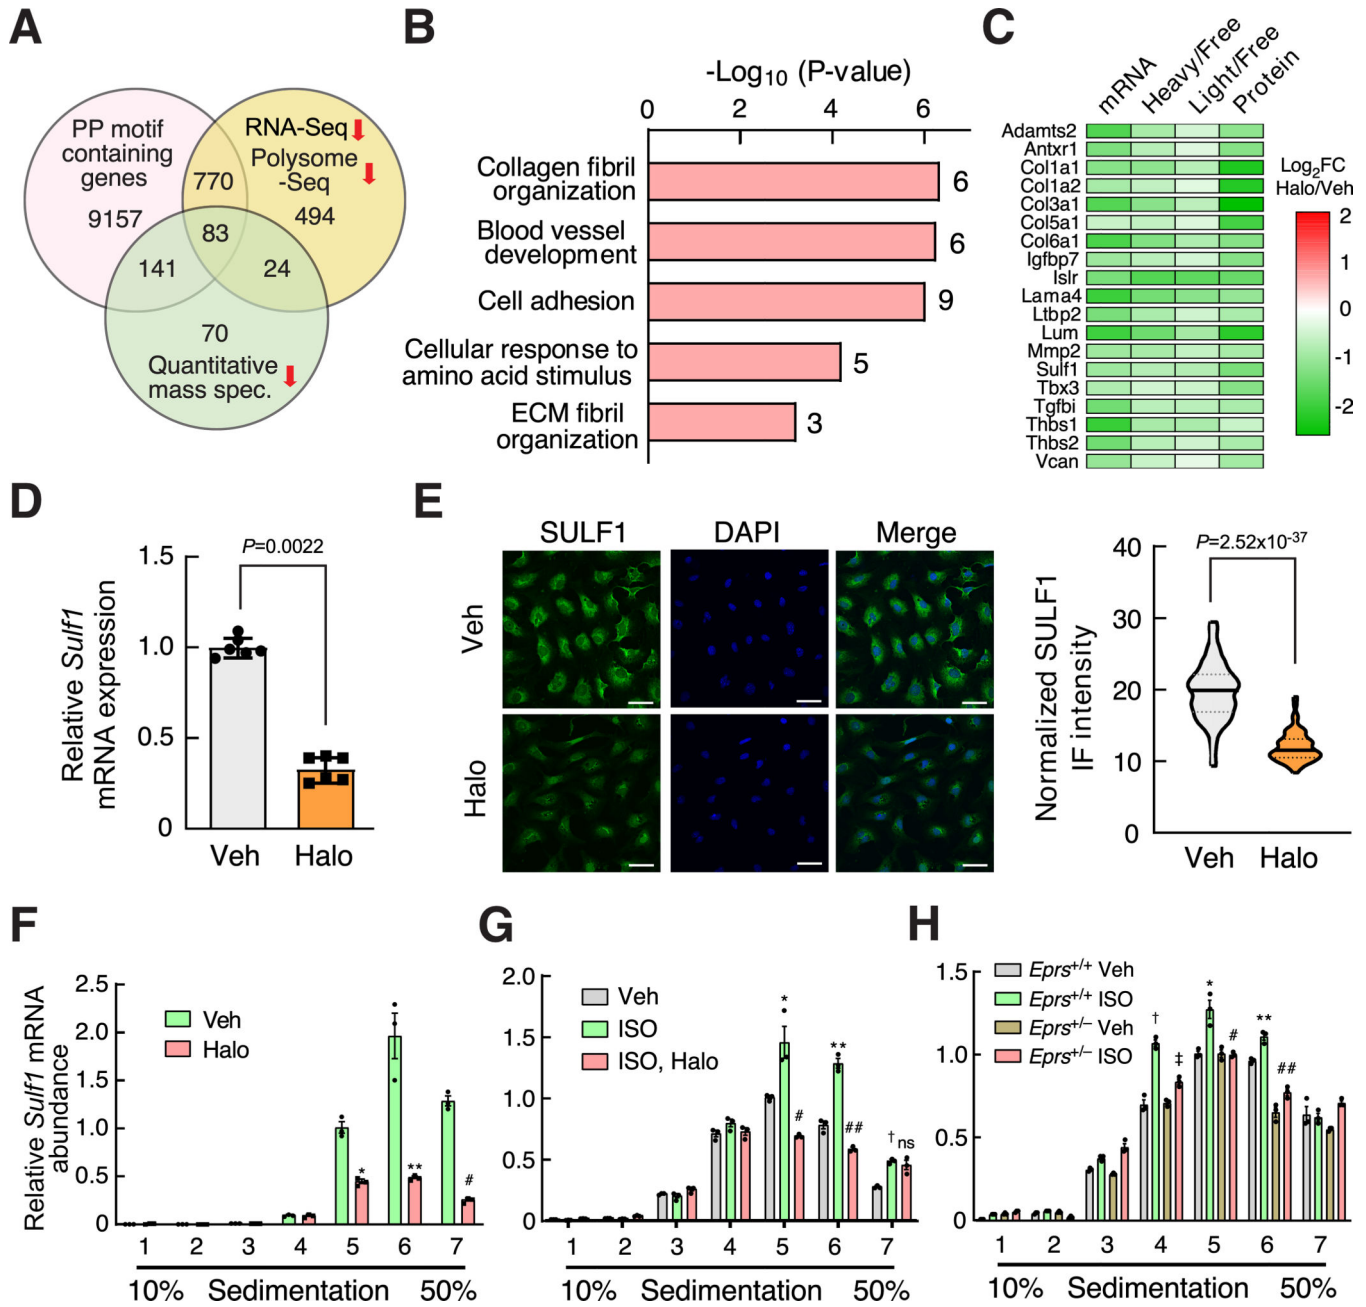 A
PP motif
containing
genes
9157
770
RNA-Seq
Polysome
-Seq
494
83
141
24
70
Quantitative
mass spec.
B
-Log10 (P-value)
0 2 4 6
Collagen fibril
organization
6
Blood vessel
development
6
Cell adhesion
9
Cellular response to
amino acid stimulus
5
ECM fibril
organization
3
C
mRNA
Heavy/Free
Light/Free
Protein
Adamts2
Antxr1
Col1a1
Col1a2
Col3a1
Col5a1
Col6a1
Igfbp7
Islr
Lama4
Ltbp2
Lum
Mmp2
Sulf1
Tbx3
Tgfbi
Thbs1
Thbs2
Vcan
Log2FC
Halo/Veh
2
1
0
-1
-2
D
Relative Sulf1
mRNA expression
1.5
1.0
0.5
0
P=0.0022
Veh Halo
E
SULF1 DAPI Merge
Veh
Halo
Normalized SULF1
IF intensity
40
30
20
10
0
P=2.52x10-37
Veh Halo
F
Relative Sulf1 mRNA
abundance
2.5
2.0
1.5
1.0
0.5
0
Veh
Halo
*
**
#
1 2 3 4 5 6 7
10% Sedimentation 50%
G
2.0
1.5
1.0
0.5
0
Veh
ISO
ISO, Halo
*
#
**
##
† ns
1 2 3 4 5 6 7
10% Sedimentation 50%
H
1.5
1.0
0.5
0
Eprs+/+ Veh
Eprs+/+ ISO
Eprs+/– Veh
Eprs+/– ISO
†
‡
*
#
**
##
1 2 3 4 5 6 7
10% Sedimentation 50%